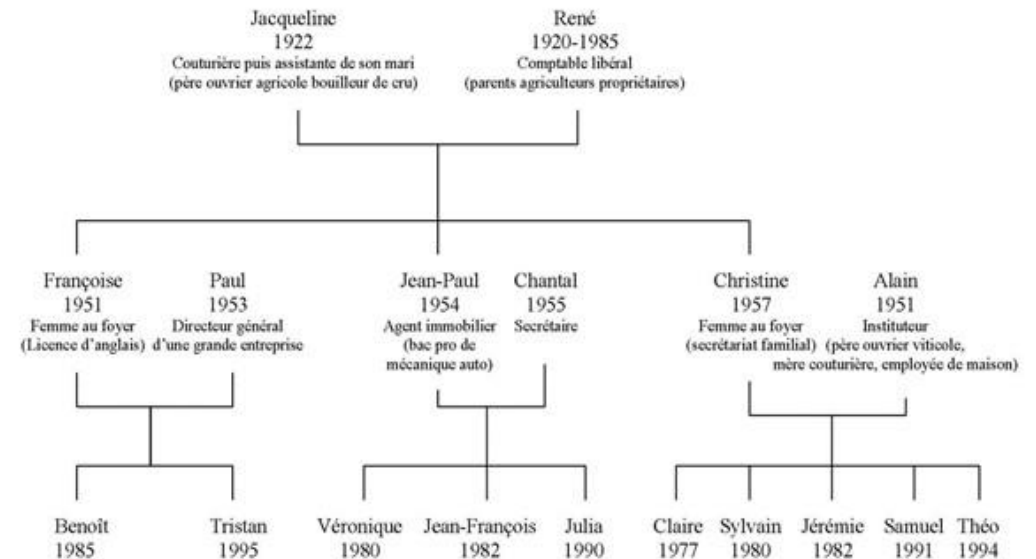 Jacqueline
1922
Couturière puis assistante de son mari
(père ouvrier agricole bouilleur de cru)
René
1920-1985
Comptable libéral
(parents agriculteurs propriétaires)
Françoise
1951
Femme au foyer
(Licence d'anglais)
Paul
1953
Directeur général
d'une grande entreprise
Jean-Paul
1954
Agent immobilier
(bac pro de
mécanique auto)
Chantal
1955
Secrétaire
Christine
1957
Femme au foyer
(secrétariat familial)
Alain
1951
Instituteur
(père ouvrier viticole,
mère couturière, employée de maison)
Benoît
1985
Tristan
1995
Véronique
1980
Jean-François
1982
Julia
1990
Claire
1977
Sylvain
1980
Jérémie
1982
Samuel
1991
Théo
1994